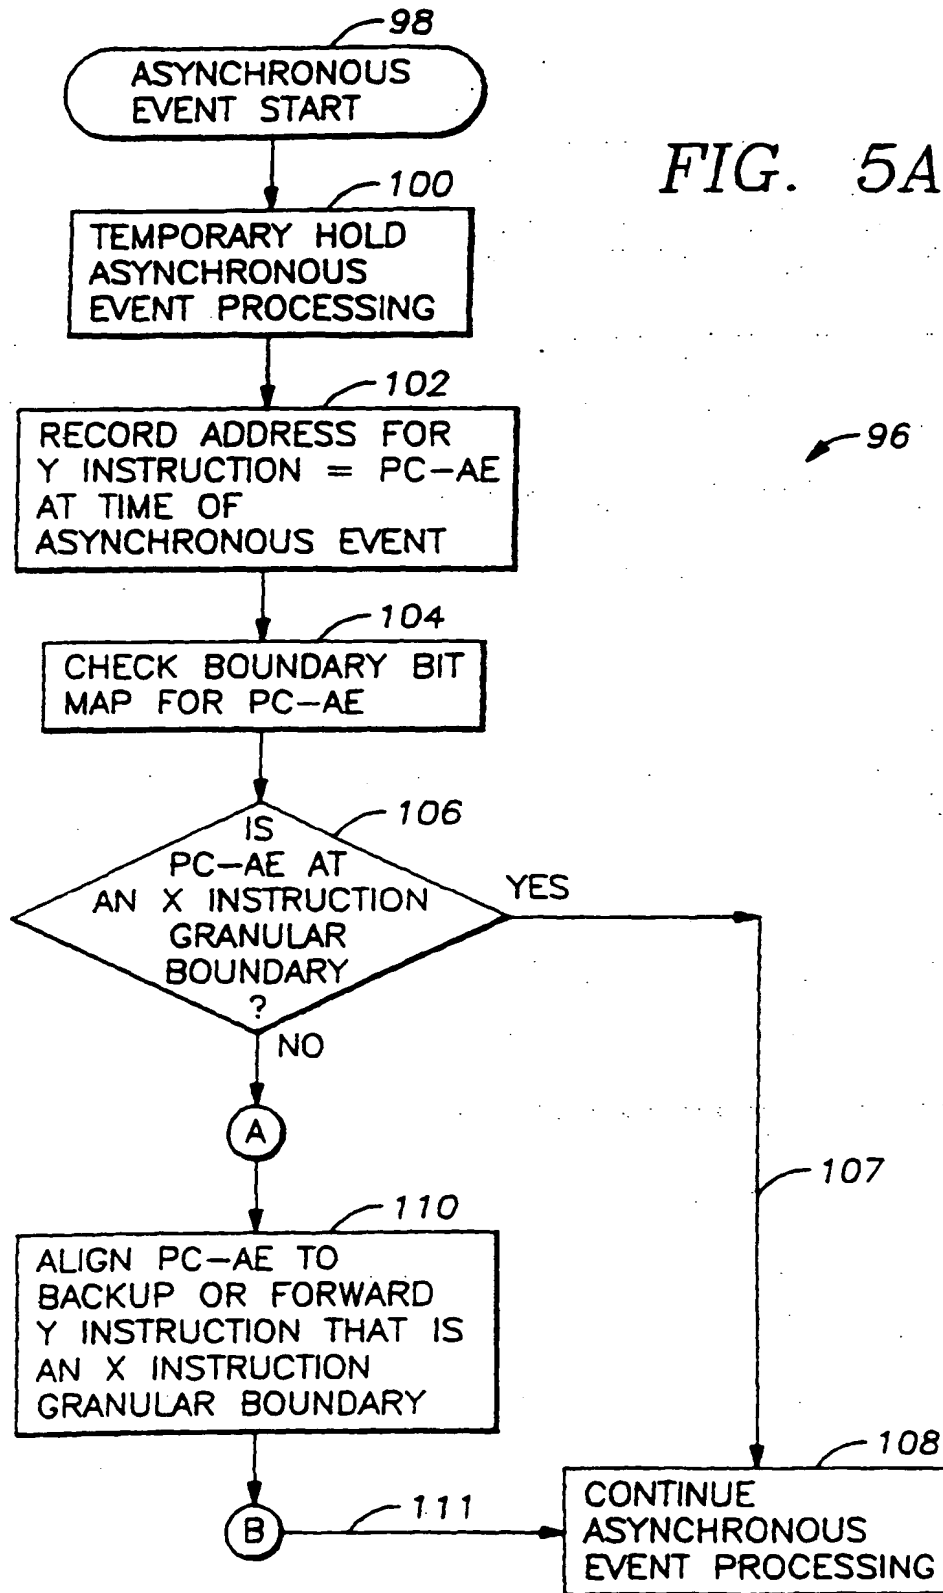 98
ASYNCHRONOUS
EVENT START
FIG. 5A
100
TEMPORARY HOLD
ASYNCHRONOUS
EVENT PROCESSING
102
RECORD ADDRESS FOR
Y INSTRUCTION = PC-AE
AT TIME OF
ASYNCHRONOUS EVENT
96
104
CHECK BOUNDARY BIT
MAP FOR PC-AE
106
IS
PC-AE AT
AN X INSTRUCTION
GRANULAR
BOUNDARY
?
YES
NO
A
107
110
ALIGN PC-AE TO
BACKUP OR FORWARD
Y INSTRUCTION THAT IS
AN X INSTRUCTION
GRANULAR BOUNDARY
108
B
111
CONTINUE
ASYNCHRONOUS
EVENT PROCESSING